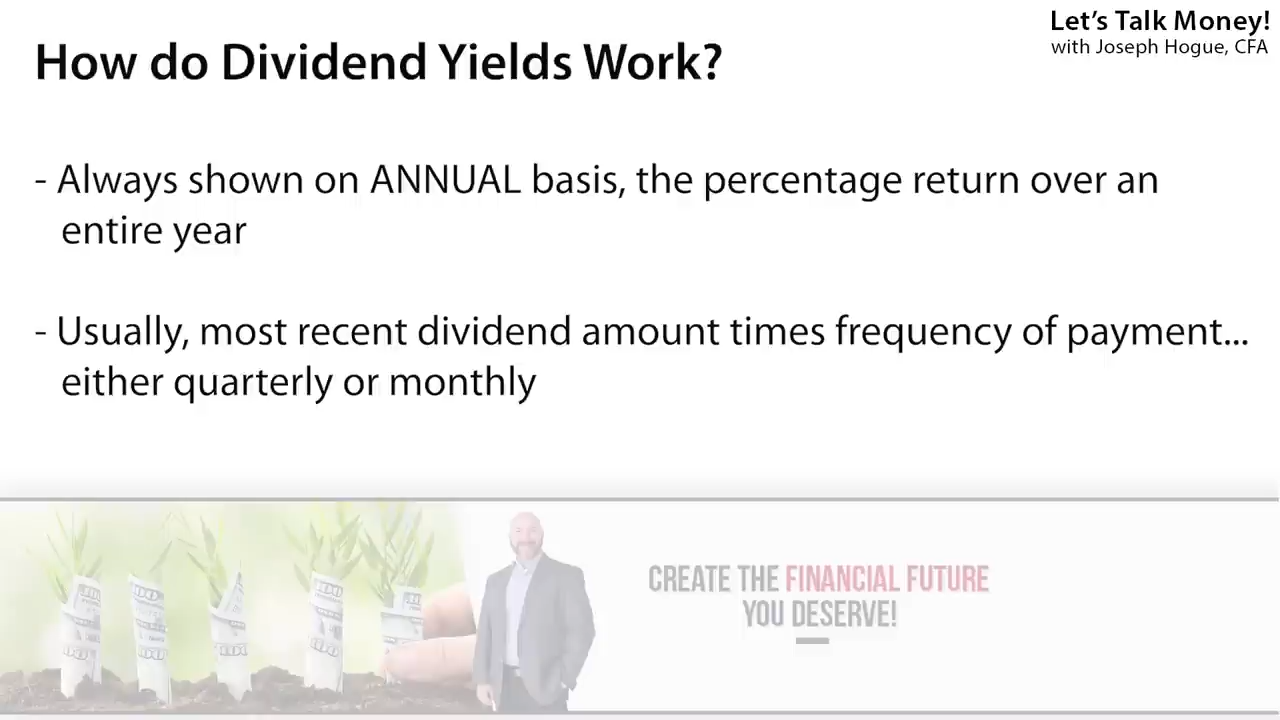 Let's Talk Money!
with Joseph Hogue, CFA
How do Dividend Yields Work?
- Always shown on ANNUAL basis, the percentage return over an
entire year
- Usually, most recent dividend amount times frequency of payment...
either quarterly or monthly
CREATE THE FINANCIAL FUTURE
YOU DESERVE!